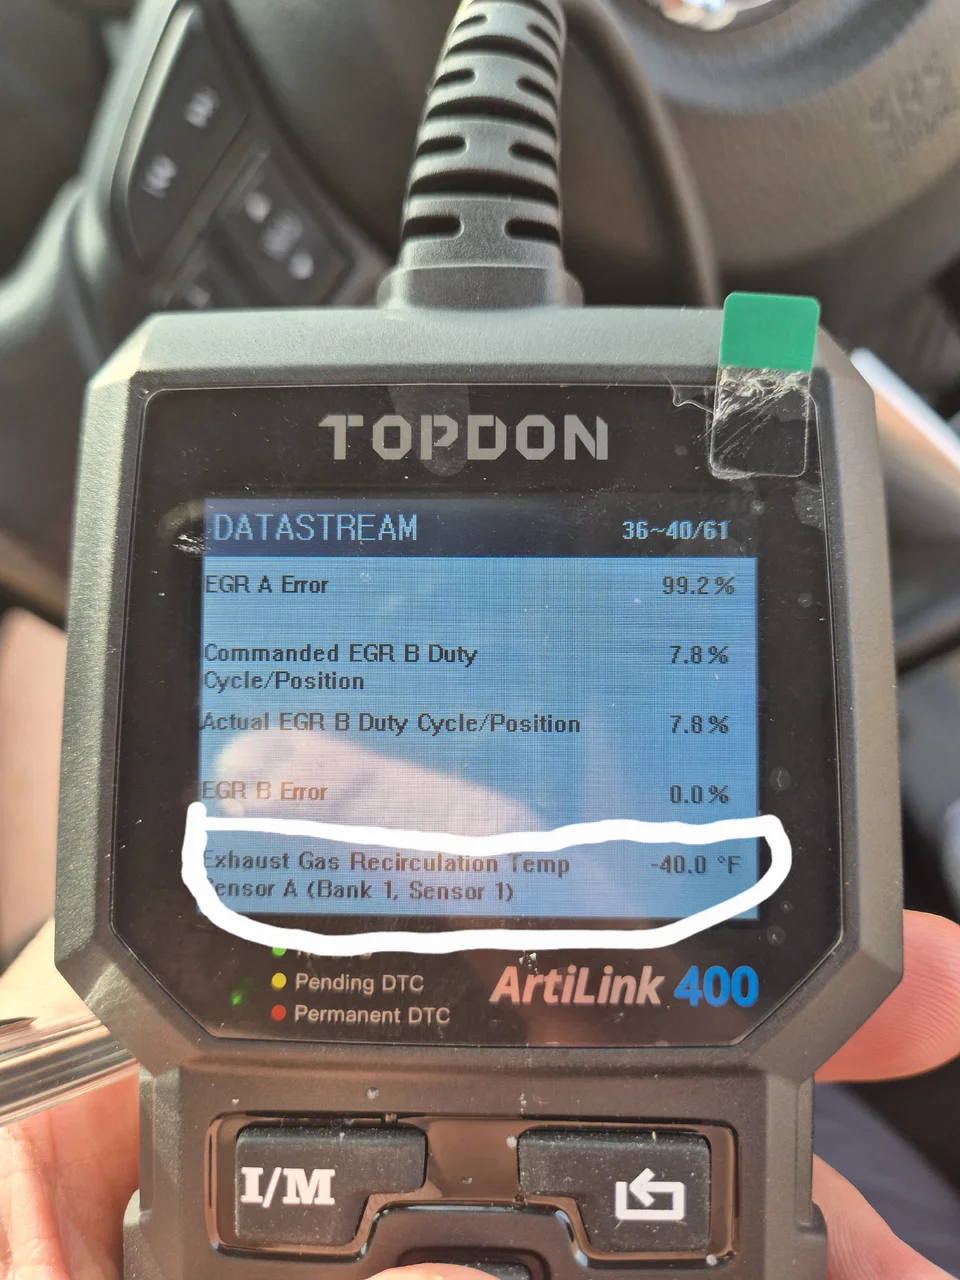 SRS
TOPDON
DATASTREAM 36~40/61
EGR A Error 99.2%
Commanded EGR B Duty 7.8%
Cycle/Position
Actual EGR B Duty Cycle/Position 7.8%
EGR B Error 0.0%
Exhaust Gas Recirculation Temp -40.0 °F
Sensor A (Bank 1, Sensor 1)
Pending DTC
Permanent DTC
ArtiLink 400
I/M